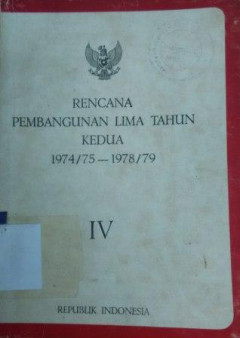 RENCANA
PEMBANGUNAN LIMA TAHUN
KEDUA
1974/75 — 1978/79
IV
REPUBLIK INDONESIA